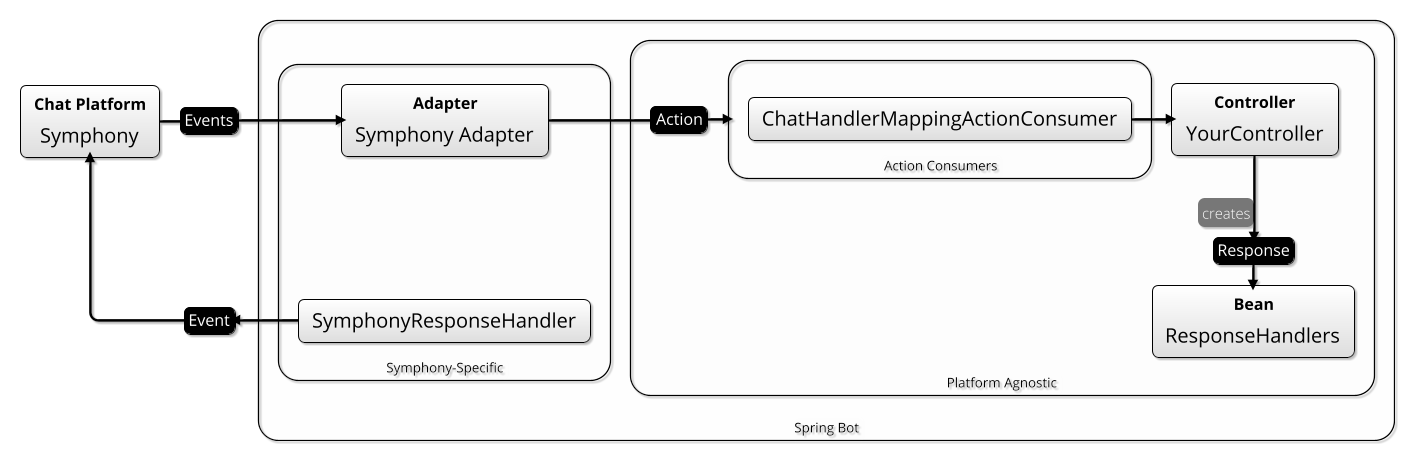 Chat Platform
Symphony
Events
Adapter
Symphony Adapter
Action
ChatHandlerMappingActionConsumer
Action Consumers
Controller
YourController
creates
Response
Bean
ResponseHandlers
Event
SymphonyResponseHandler
Symphony-Specific
Platform Agnostic
Spring Bot